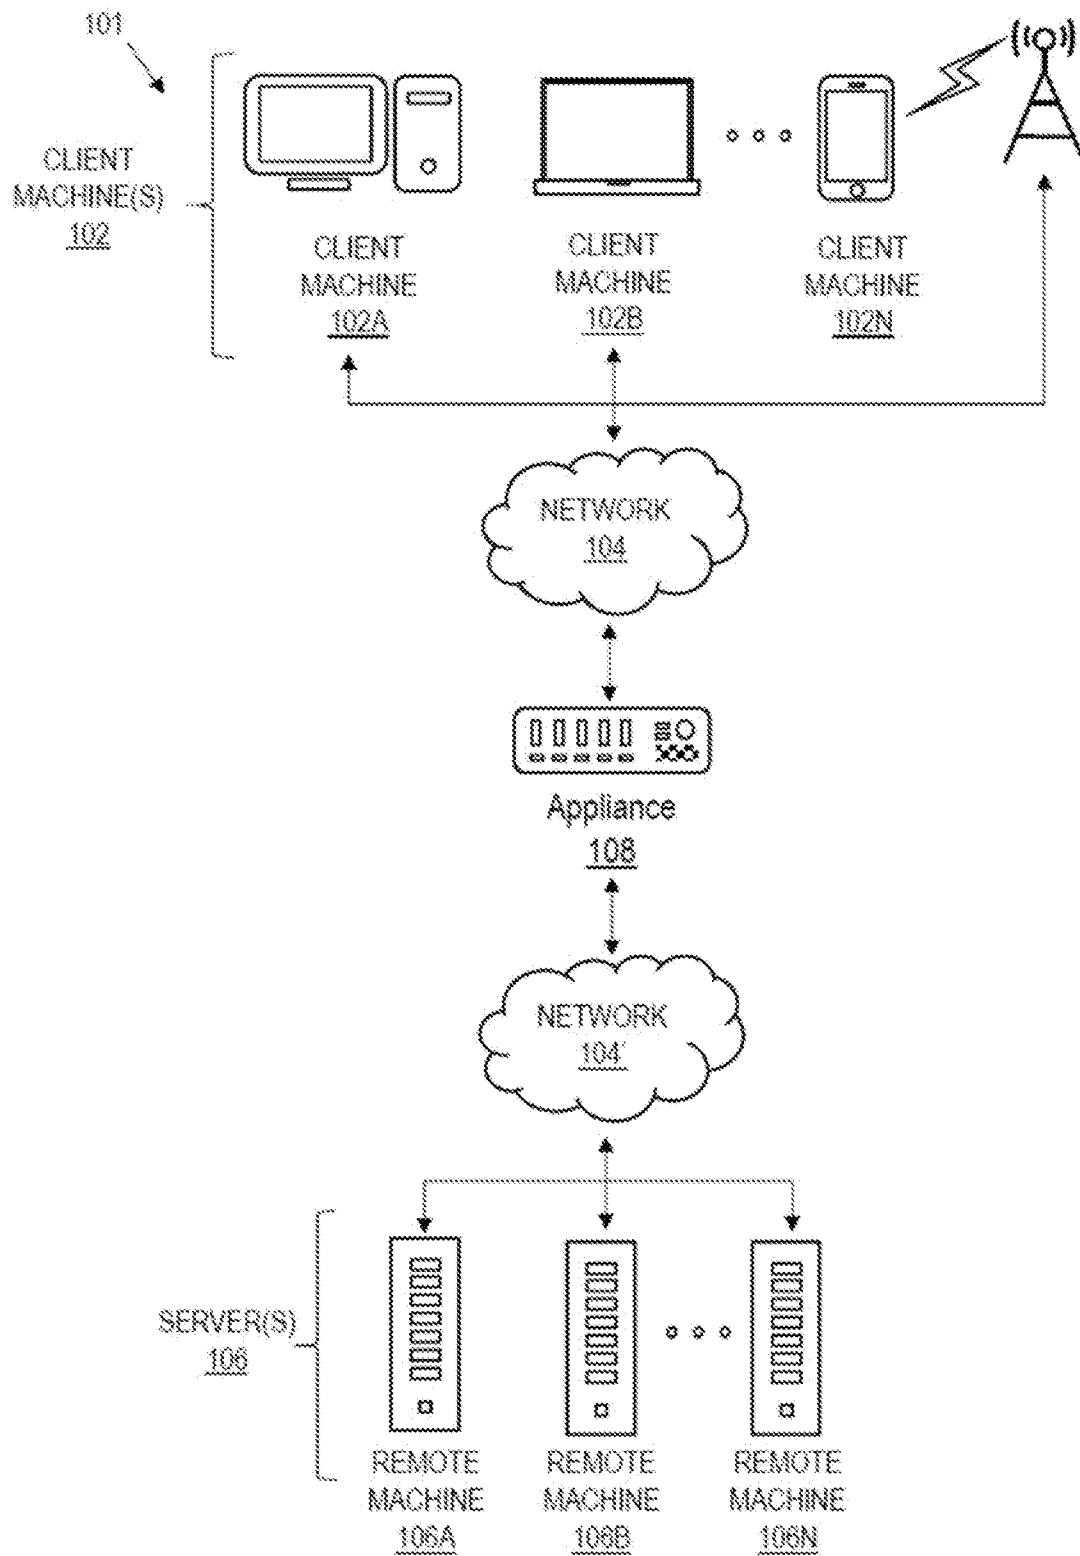 101
CLIENT
MACHINE(S)
102
CLIENT
MACHINE
102A
CLIENT
MACHINE
102B
CLIENT
MACHINE
102N
NETWORK
104
Appliance
108
NETWORK
104'
SERVER(S)
106
REMOTE
MACHINE
106A
REMOTE
MACHINE
106B
REMOTE
MACHINE
106N